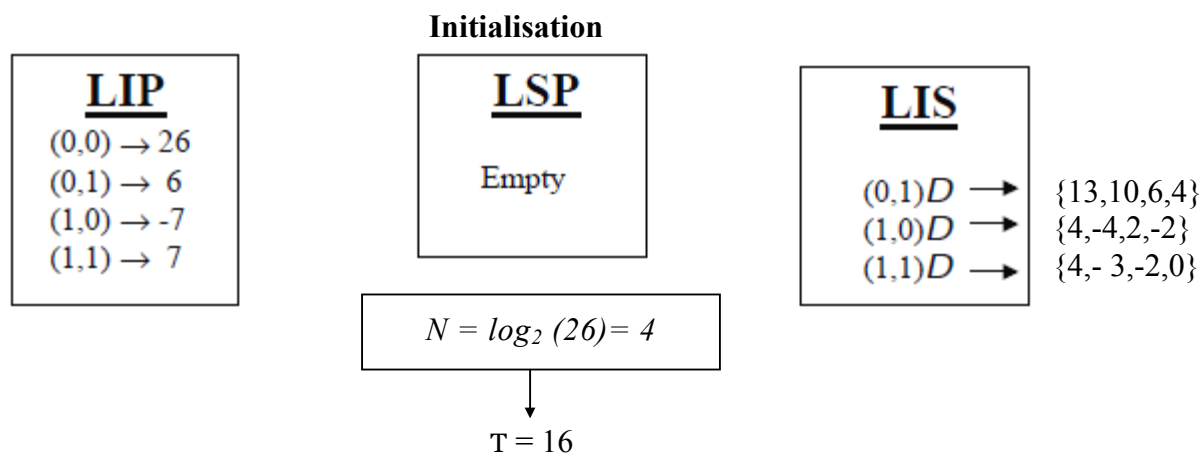 Initialisation
LIP
(0,0) → 26
(0,1) → 6
(1,0) → -7
(1,1) → 7
LSP
Empty
LIS
(0,1)D → {13,10,6,4}
(1,0)D → {4,-4,2,-2}
(1,1)D → {4,- 3,-2,0}
N = log₂ (26)= 4
T = 16